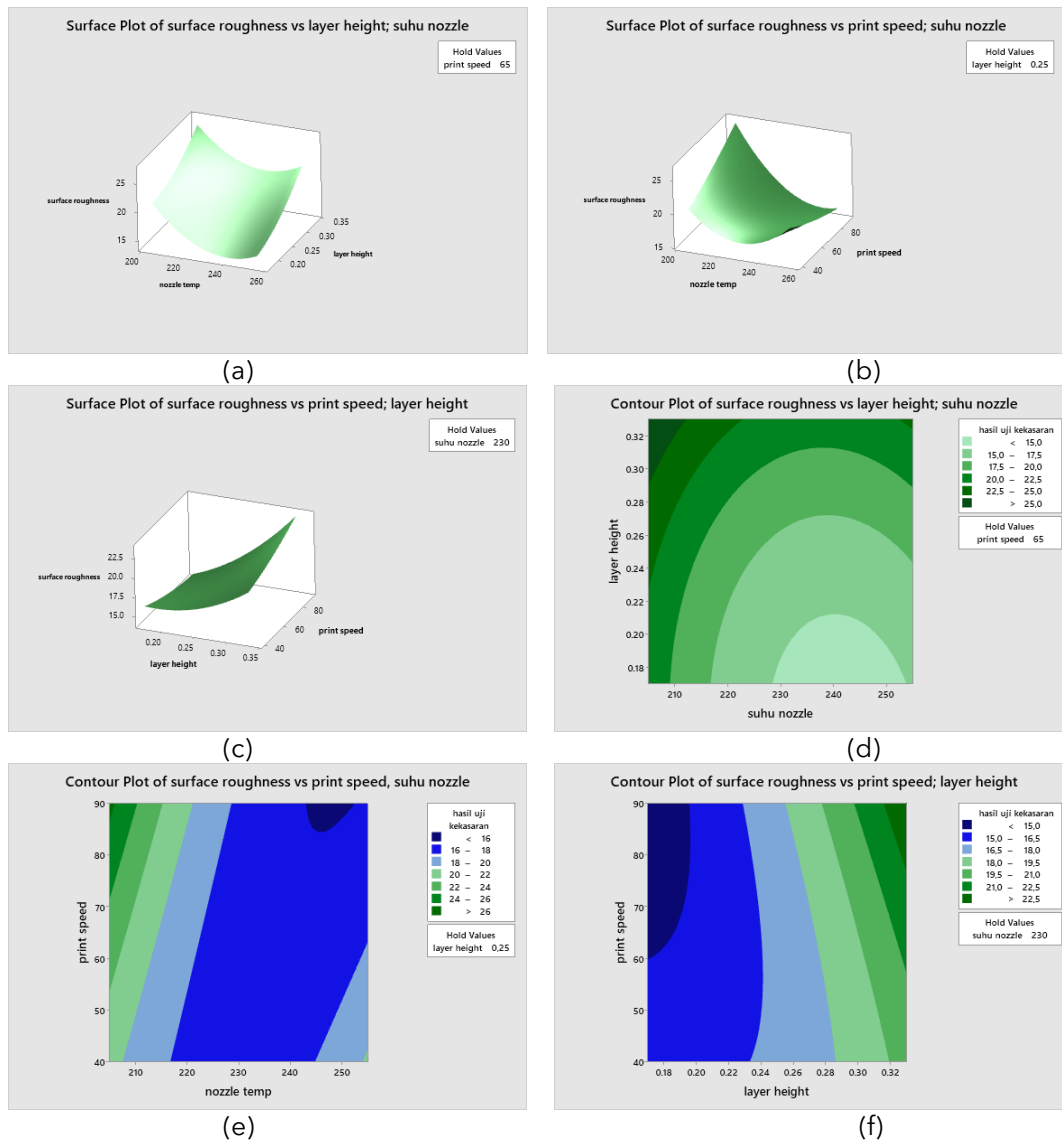 Surface Plot of surface roughness vs layer height; suhu nozzle
Hold Values
print speed 65
25
20
15
surface roughness
200
220
240
260
nozzle temp
0.20
0.25
0.30
0.35
layer height
(a)
Surface Plot of surface roughness vs print speed; suhu nozzle
Hold Values
layer height 0.25
25
20
15
surface roughness
200
220
240
260
nozzle temp
40
60
80
print speed
(b)
Surface Plot of surface roughness vs print speed; layer height
Hold Values
suhu nozzle 230
22.5
20.0
17.5
15.0
surface roughness
0.20
0.25
0.30
0.35
layer height
40
60
80
print speed
(c)
Contour Plot of surface roughness vs layer height; suhu nozzle
hasil uji kekasaran
< 15,0
15,0 – 17,5
17,5 – 20,0
20,0 – 22,5
22,5 – 25,0
> 25,0
Hold Values
print speed 65
0.32
0.30
0.28
0.26
0.24
0.22
0.20
0.18
layer height
210 220 230 240 250
suhu nozzle
(d)
Contour Plot of surface roughness vs print speed, suhu nozzle
hasil uji
kekasaran
< 16
16 – 18
18 – 20
20 – 22
22 – 24
24 – 26
> 26
Hold Values
layer height 0,25
90
80
70
60
50
40
print speed
210 220 230 240 250
nozzle temp
(e)
Contour Plot of surface roughness vs print speed; layer height
hasil uji kekasaran
< 15,0
15,0 – 16,5
16,5 – 18,0
18,0 – 19,5
19,5 – 21,0
21,0 – 22,5
> 22,5
Hold Values
suhu nozzle 230
90
80
70
60
50
40
print speed
0.18 0.20 0.22 0.24 0.26 0.28 0.30 0.32
layer height
(f)